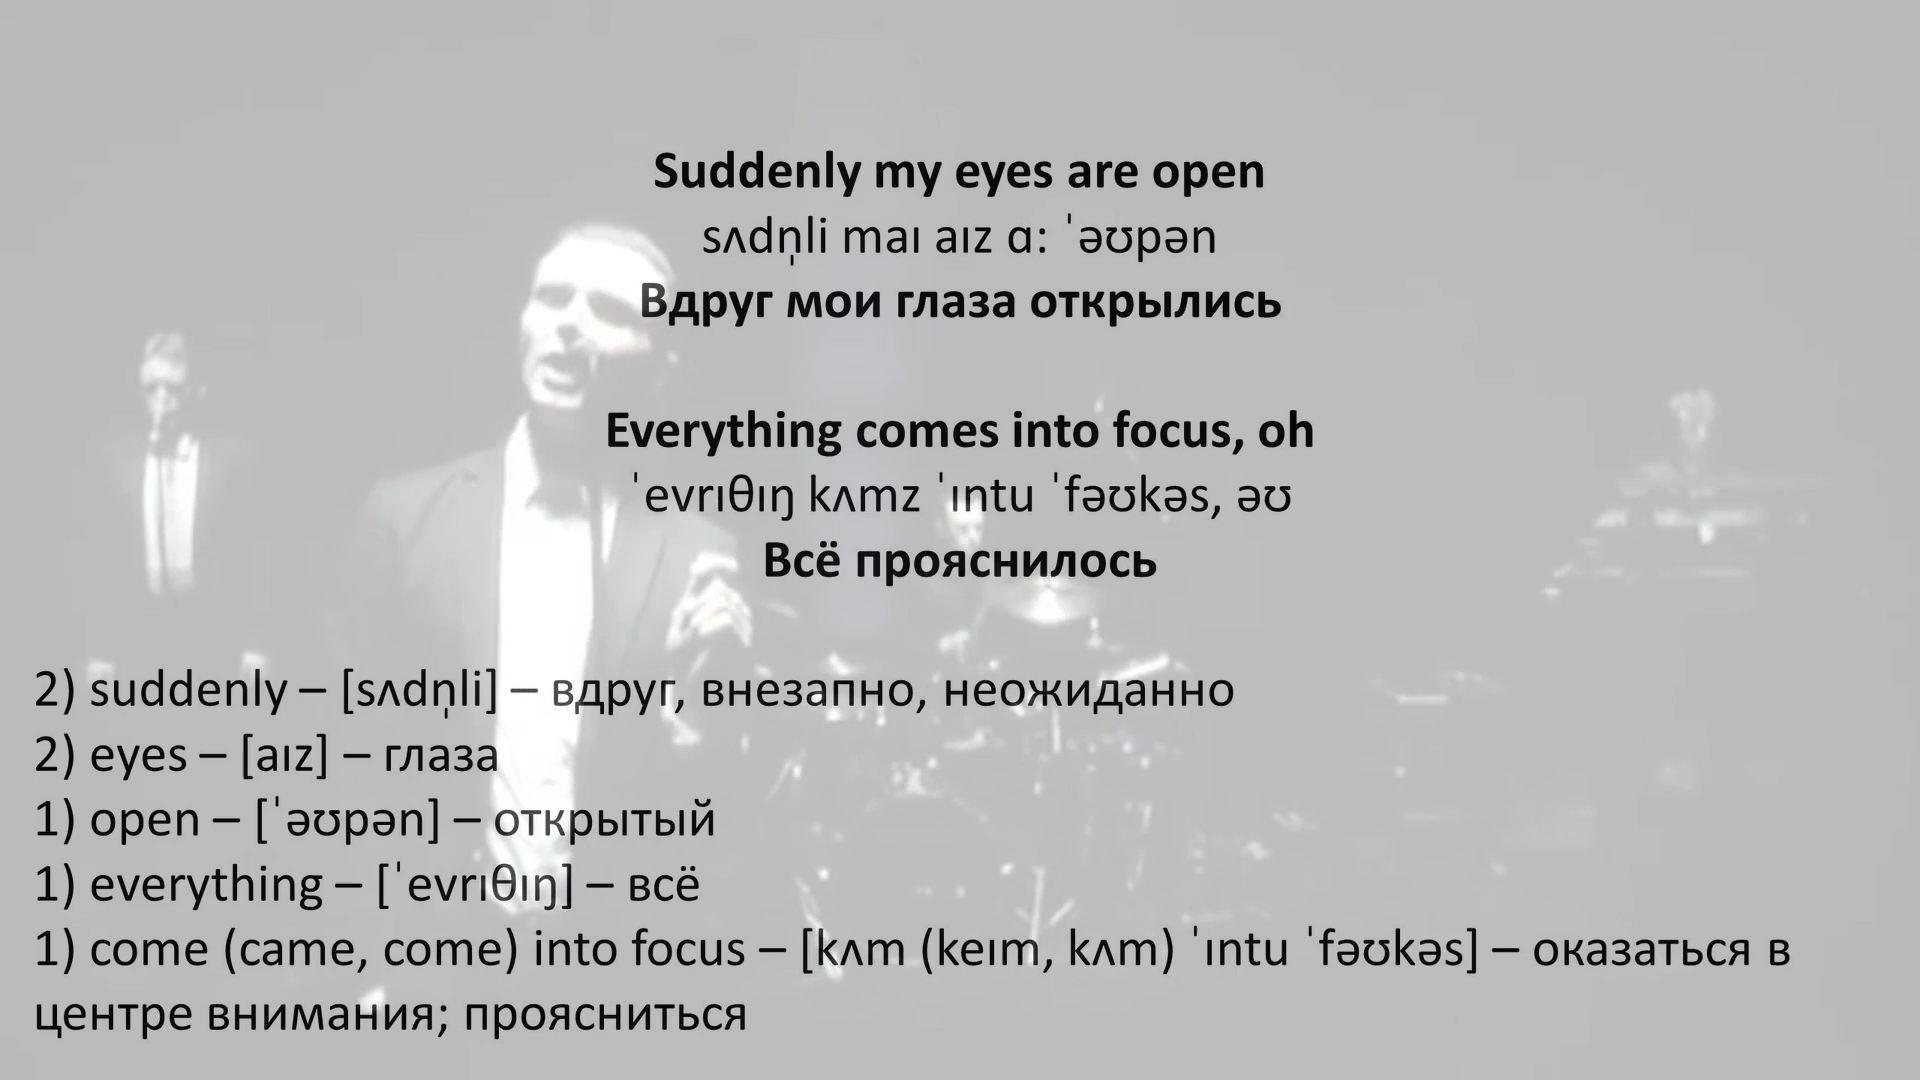 Suddenly my eyes are open
sʌdn̩li maɪ aɪz ɑ: ˈəʊpən
Вдруг мои глаза открылись
Everything comes into focus, oh
ˈevrɪθɪŋ kʌmz ˈɪntu ˈfəʊkəs, əʊ
Всё прояснилось
2) suddenly – [sʌdn̩li] – вдруг, внезапно, неожиданно
2) eyes – [aɪz] – глаза
1) open – [ˈəʊpən] – открытый
1) everything – [ˈevrɪθɪŋ] – всё
1) come (came, come) into focus – [kʌm (keɪm, kʌm) ˈɪntu ˈfəʊkəs] – оказаться в
центре внимания; проясниться